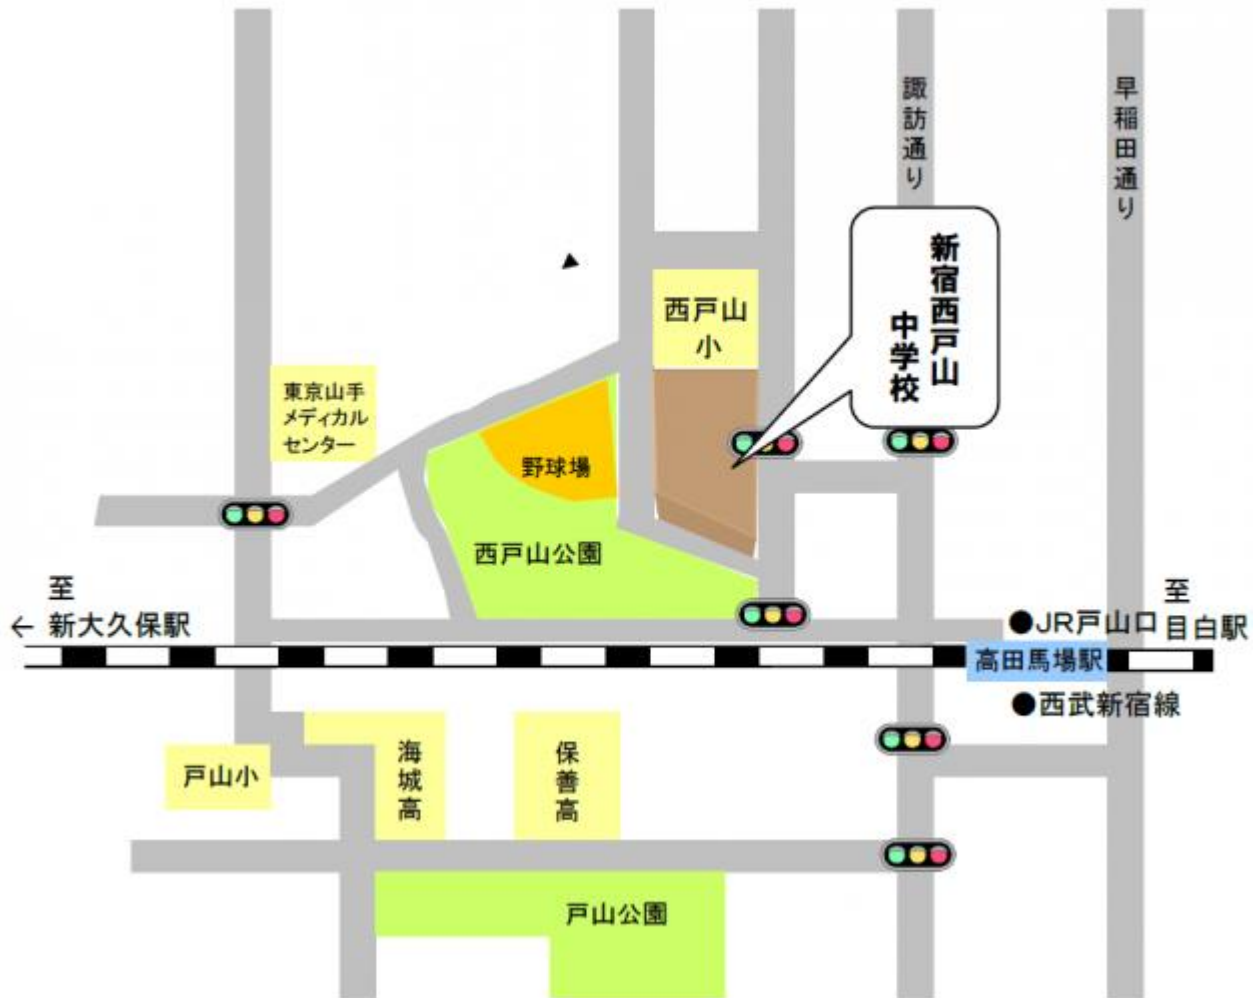 諏訪通り
早稲田通り
新宿西戸山
中学校
西戸山
小
東京山手
メディカル
センター
野球場
西戸山公園
至
← 新大久保駅
●JR戸山口
至
目白駅
高田馬場駅
●西武新宿線
戸山小
海城高
保善高
戸山公園